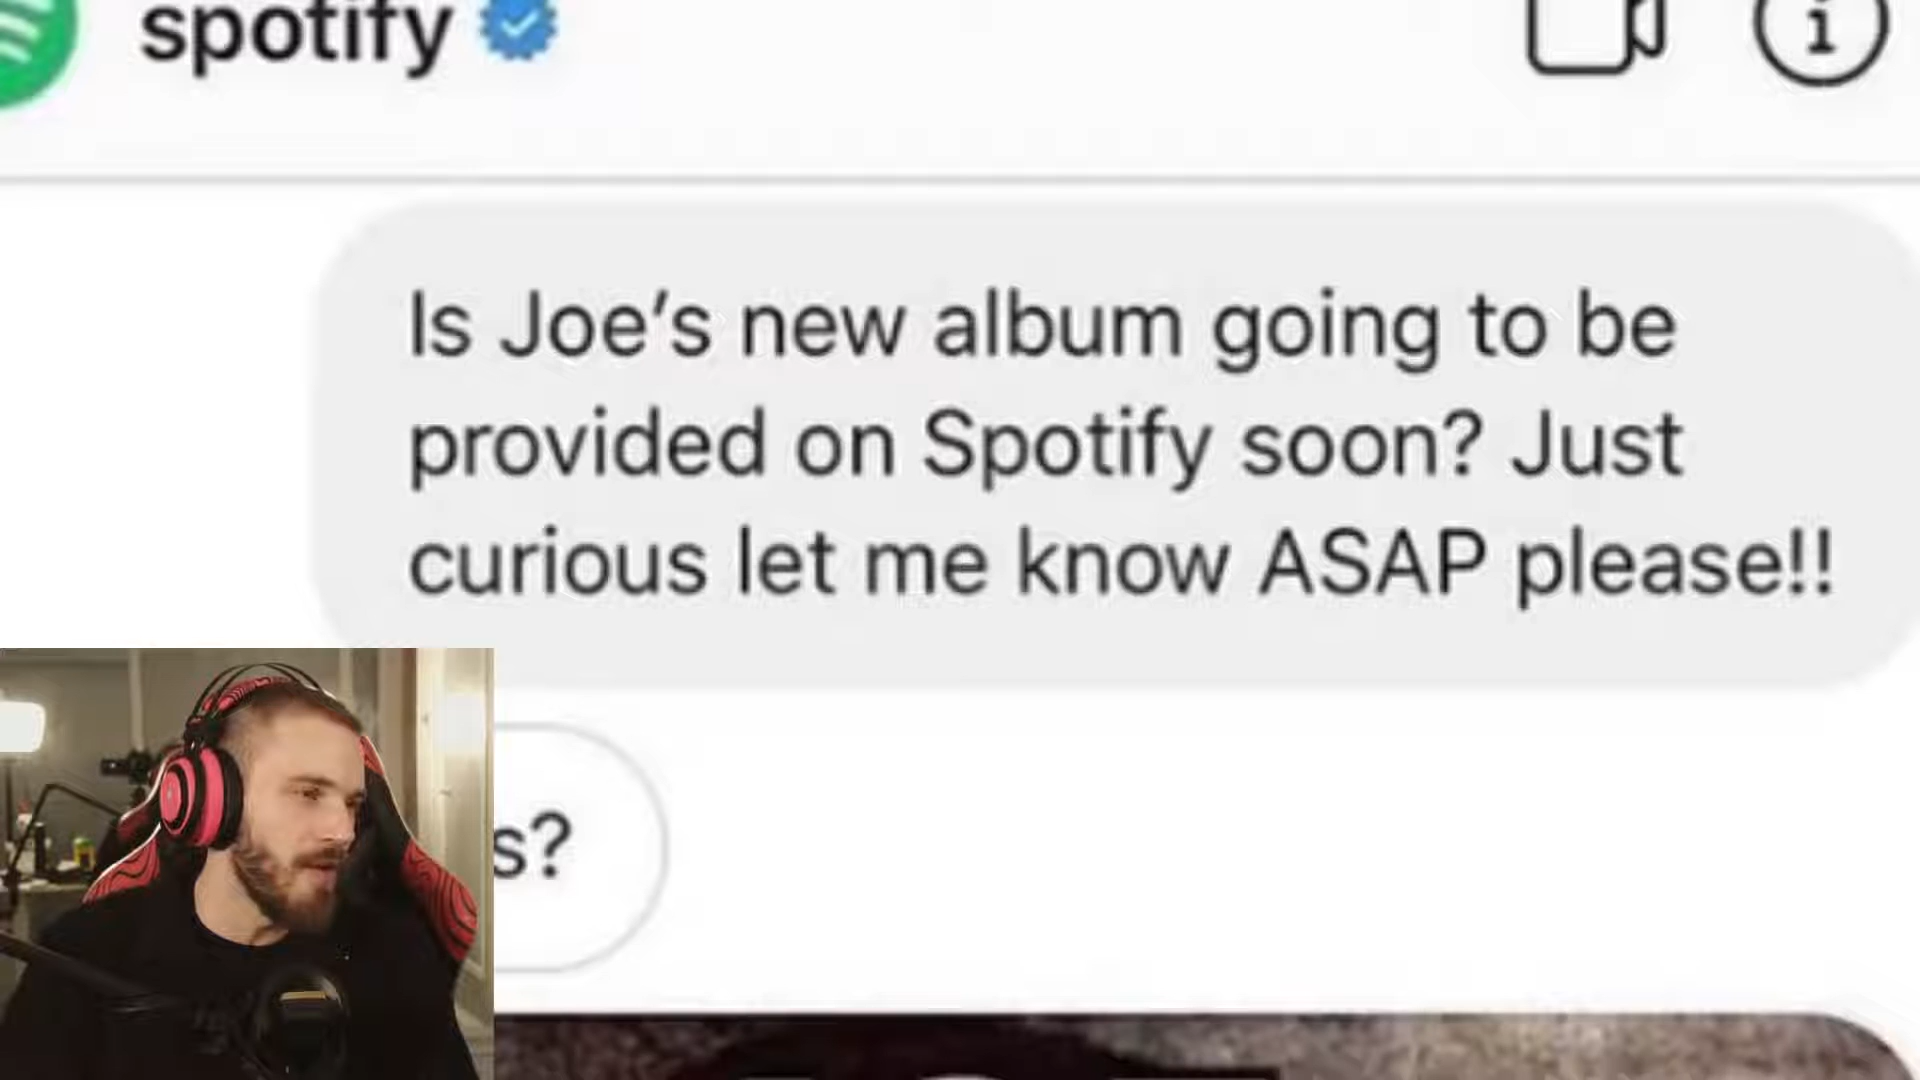 spotify
Is Joe's new album going to be
provided on Spotify soon? Just
curious let me know ASAP please!!
s?